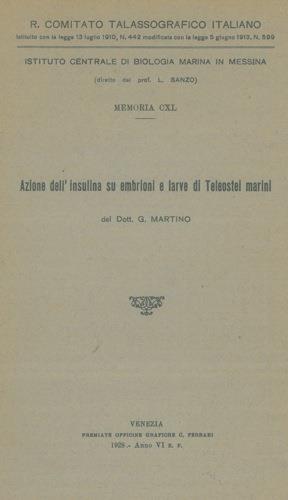 R. COMITATO TALASSOGRAFICO ITALIANO
Istituito con la legge 13 luglio 1910, N. 442 modificata con la legge 5 giugno 1913, N. 599
ISTITUTO CENTRALE DI BIOLOGIA MARINA IN MESSINA
(diretto dal prof. L. SANZO)
MEMORIA CXL
Azione dell'insulina su embrioni e larve di Teleostei marini
del Dott. G. MARTINO
VENEZIA
PREMIATE OFFICINE GRAFICHE C. FERRARI
1928 - Anno VI E. F.